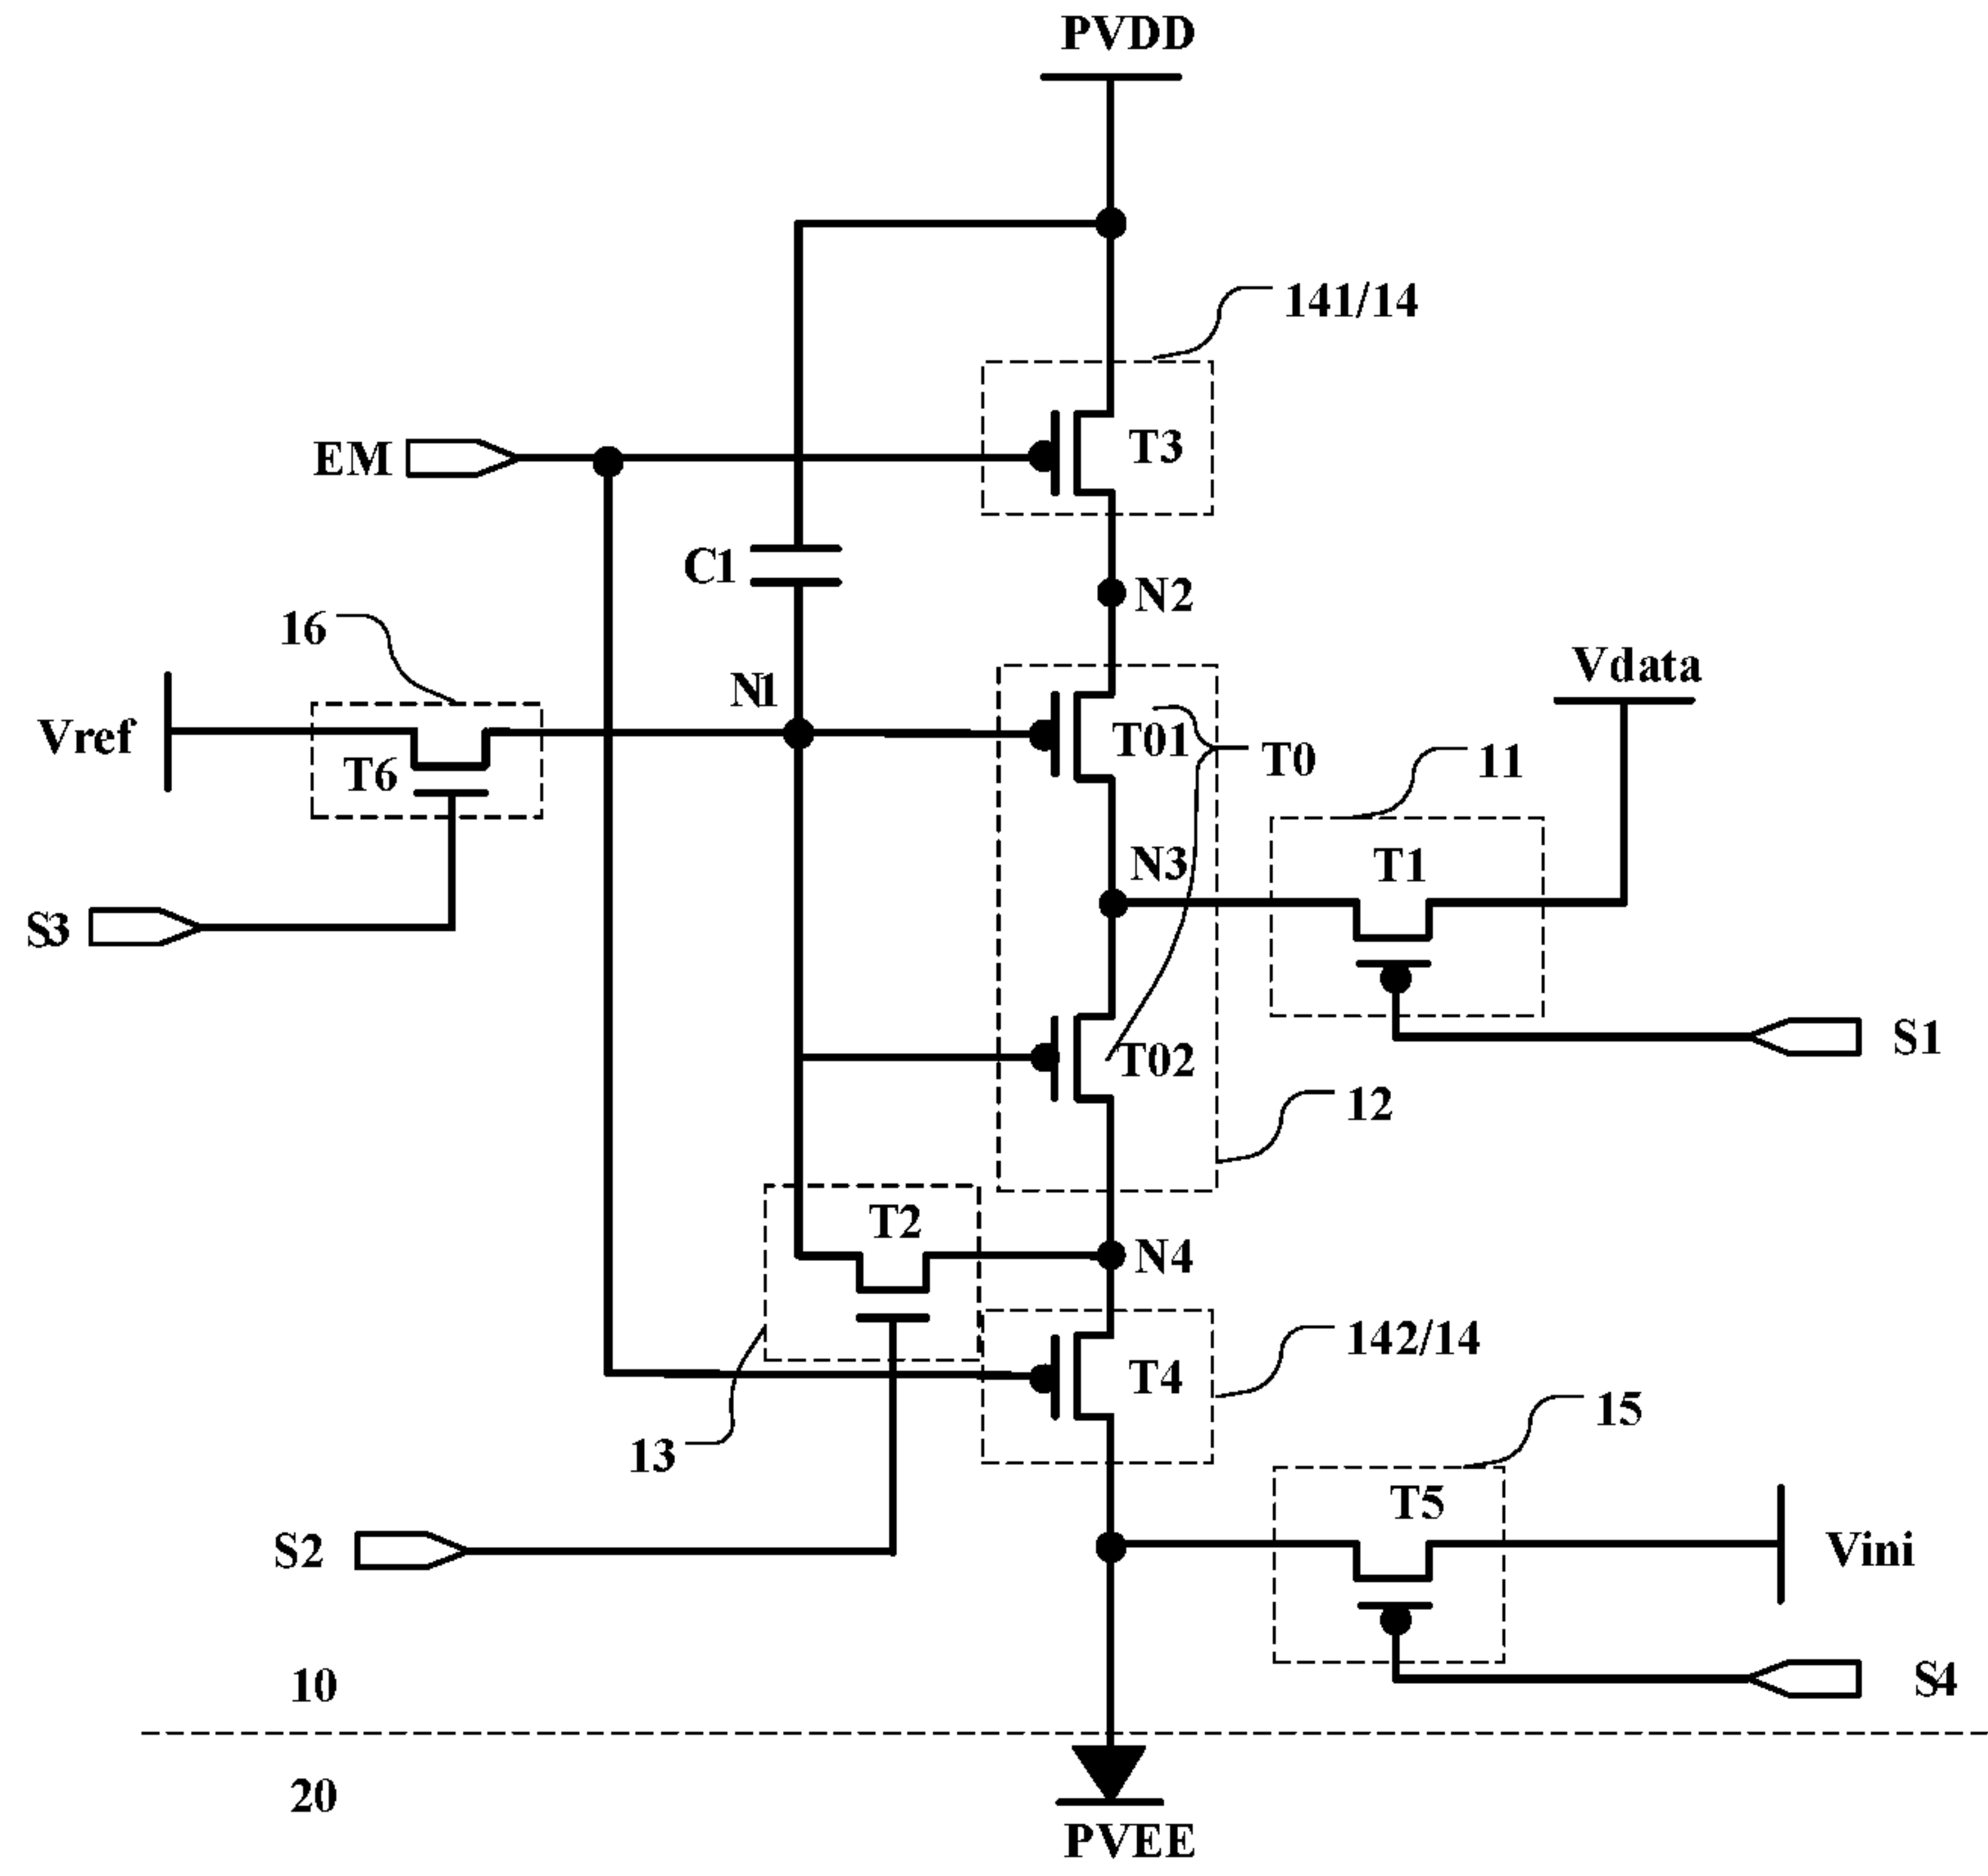 PVDD
141/14
EM
T3
C1
N2
16
N1
Vdata
Vref
T6
T01
T0
11
N3
T1
S3
T02
S1
12
T2
N4
142/14
T4
13
15
T5
S2
Vini
10
S4
20
PVEE